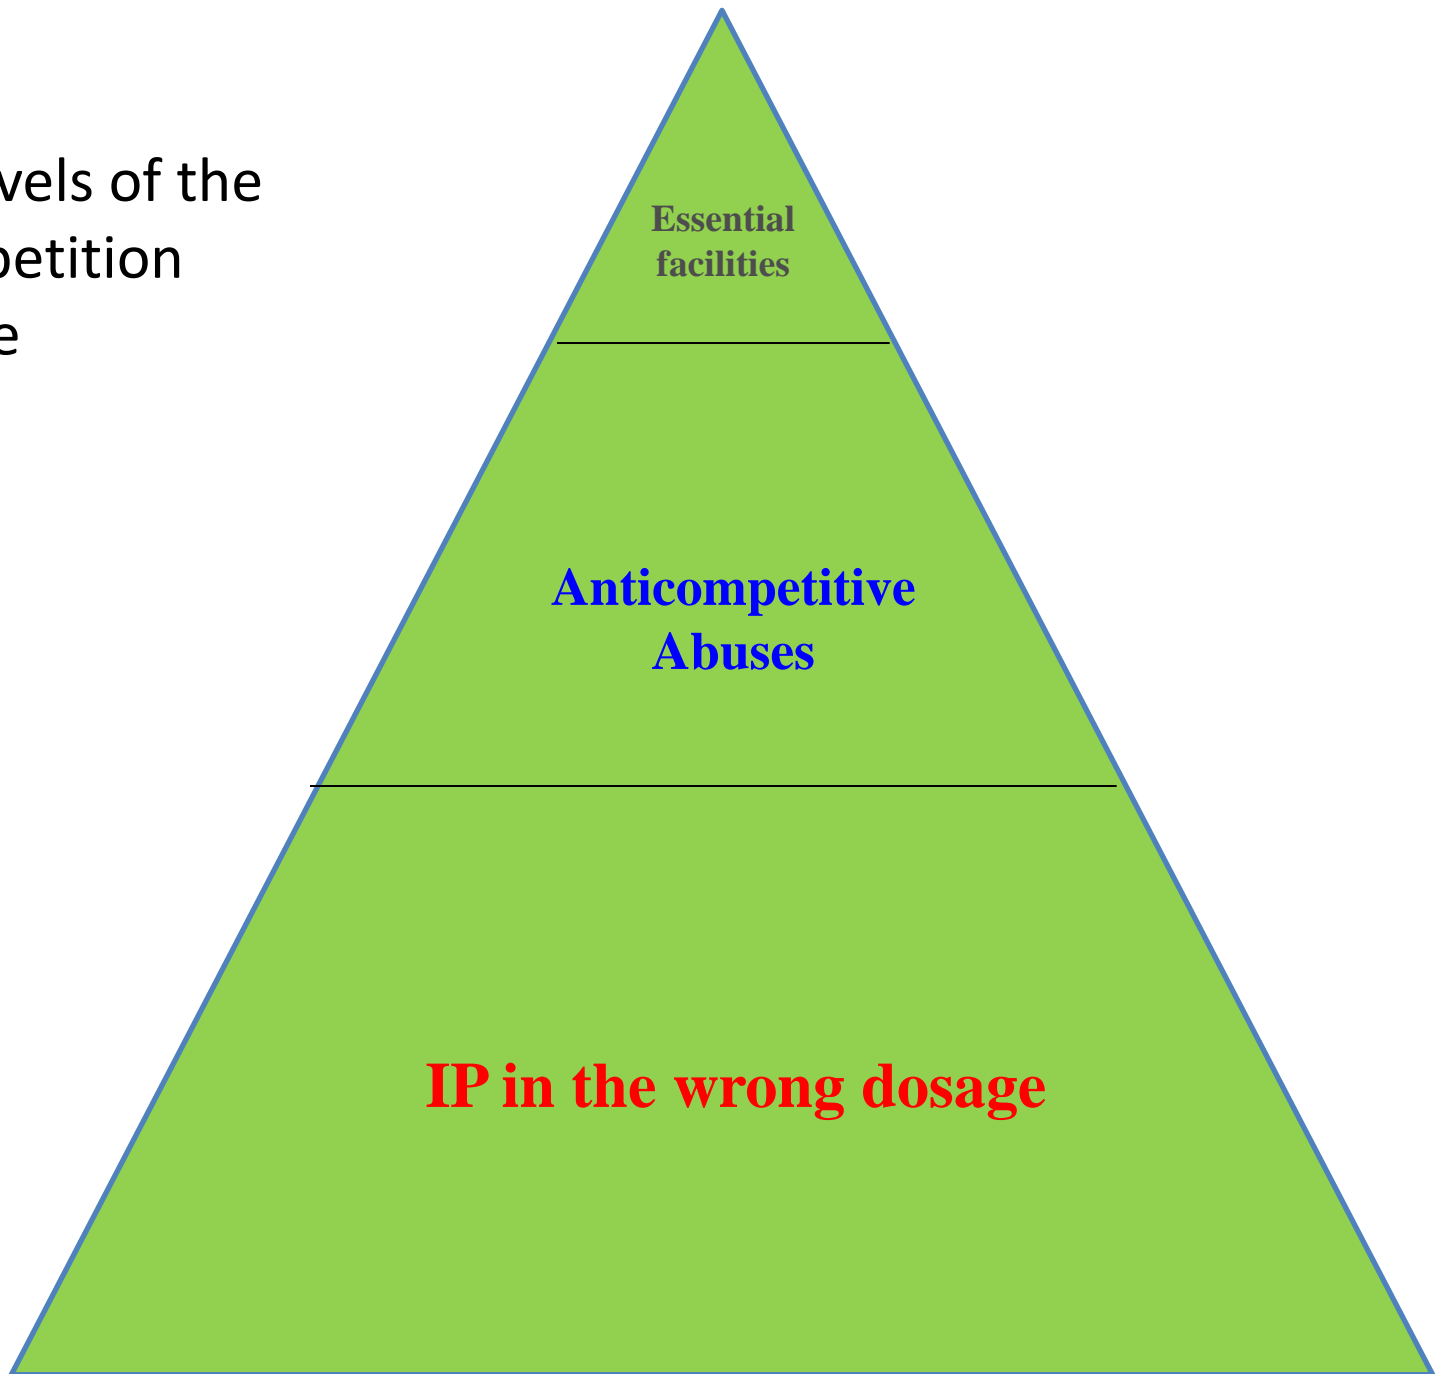 vels of the
petition
e
Essential
facilities
Anticompetitive
Abuses
IP in the wrong dosage